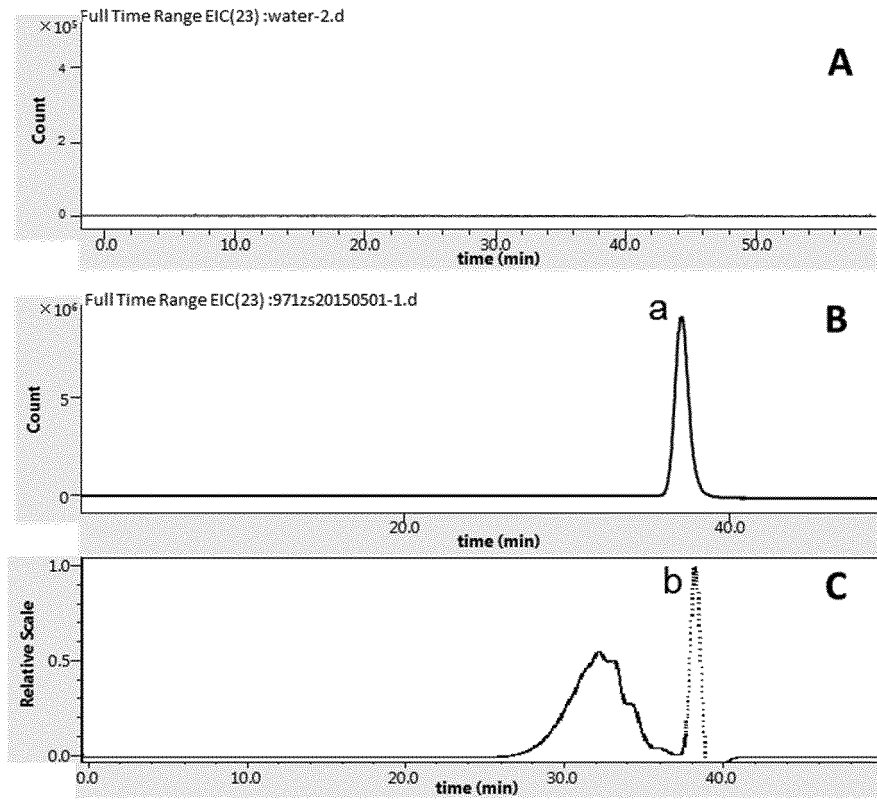 Full Time Range EIC(23) :water-2.d
×10⁵
4
2
0
Count
A
0.0 10.0 20.0 30.0 40.0 50.0
time (min)
Full Time Range EIC(23) :971zs20150501-1.d
×10⁶
5
0
Count
a
B
20.0 40.0
time (min)
1.0
0.5
0.0
Relative Scale
b
C
0.0 10.0 20.0 30.0 40.0
time (min)